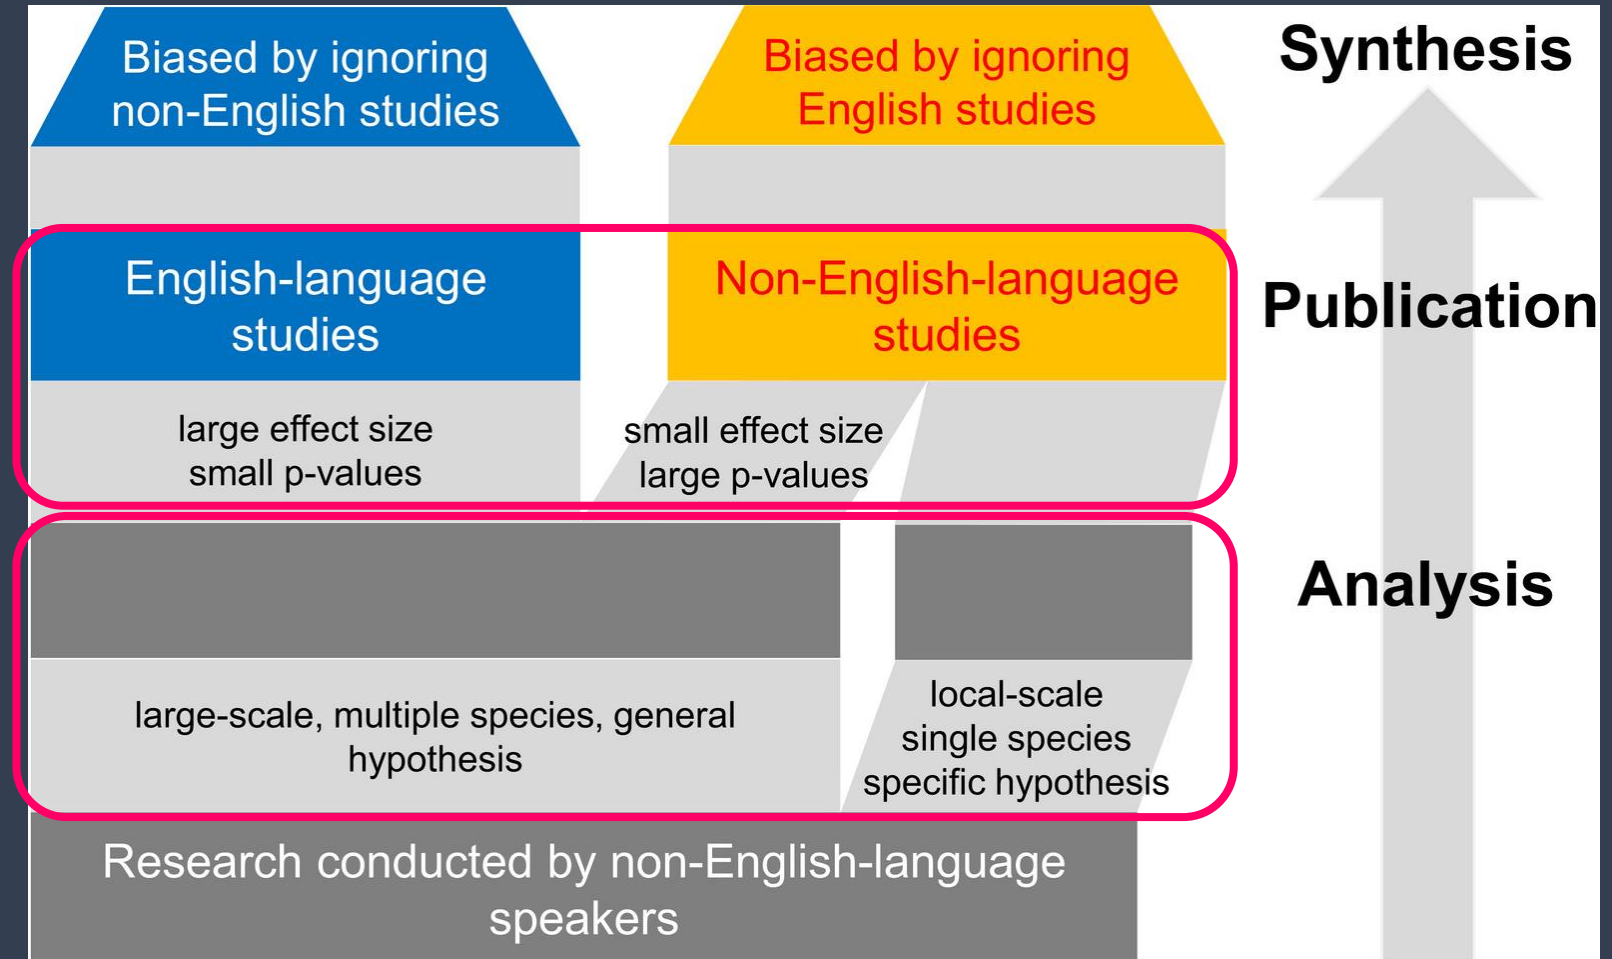 Biased by ignoring
non-English studies
Biased by ignoring
English studies
Synthesis
English-language
studies
Non-English-language
studies
Publication
large effect size
small p-values
small effect size
large p-values
Analysis
large-scale, multiple species, general
hypothesis
local-scale
single species
specific hypothesis
Research conducted by non-English-language
speakers